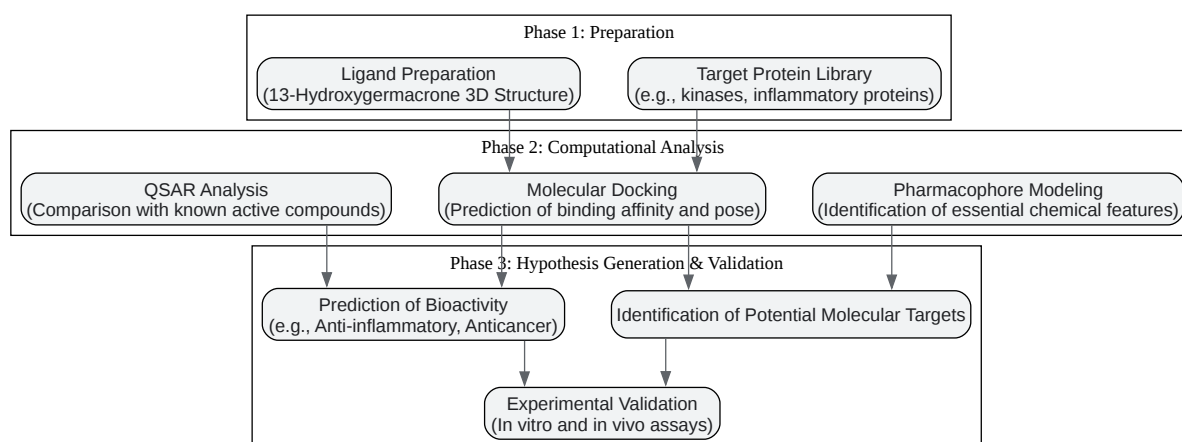 Phase 1: Preparation
Ligand Preparation
(13-Hydroxygermacrone 3D Structure)
Target Protein Library
(e.g., kinases, inflammatory proteins)
Phase 2: Computational Analysis
QSAR Analysis
(Comparison with known active compounds)
Molecular Docking
(Prediction of binding affinity and pose)
Pharmacophore Modeling
(Identification of essential chemical features)
Phase 3: Hypothesis Generation & Validation
Prediction of Bioactivity
(e.g., Anti-inflammatory, Anticancer)
Identification of Potential Molecular Targets
Experimental Validation
(In vitro and in vivo assays)